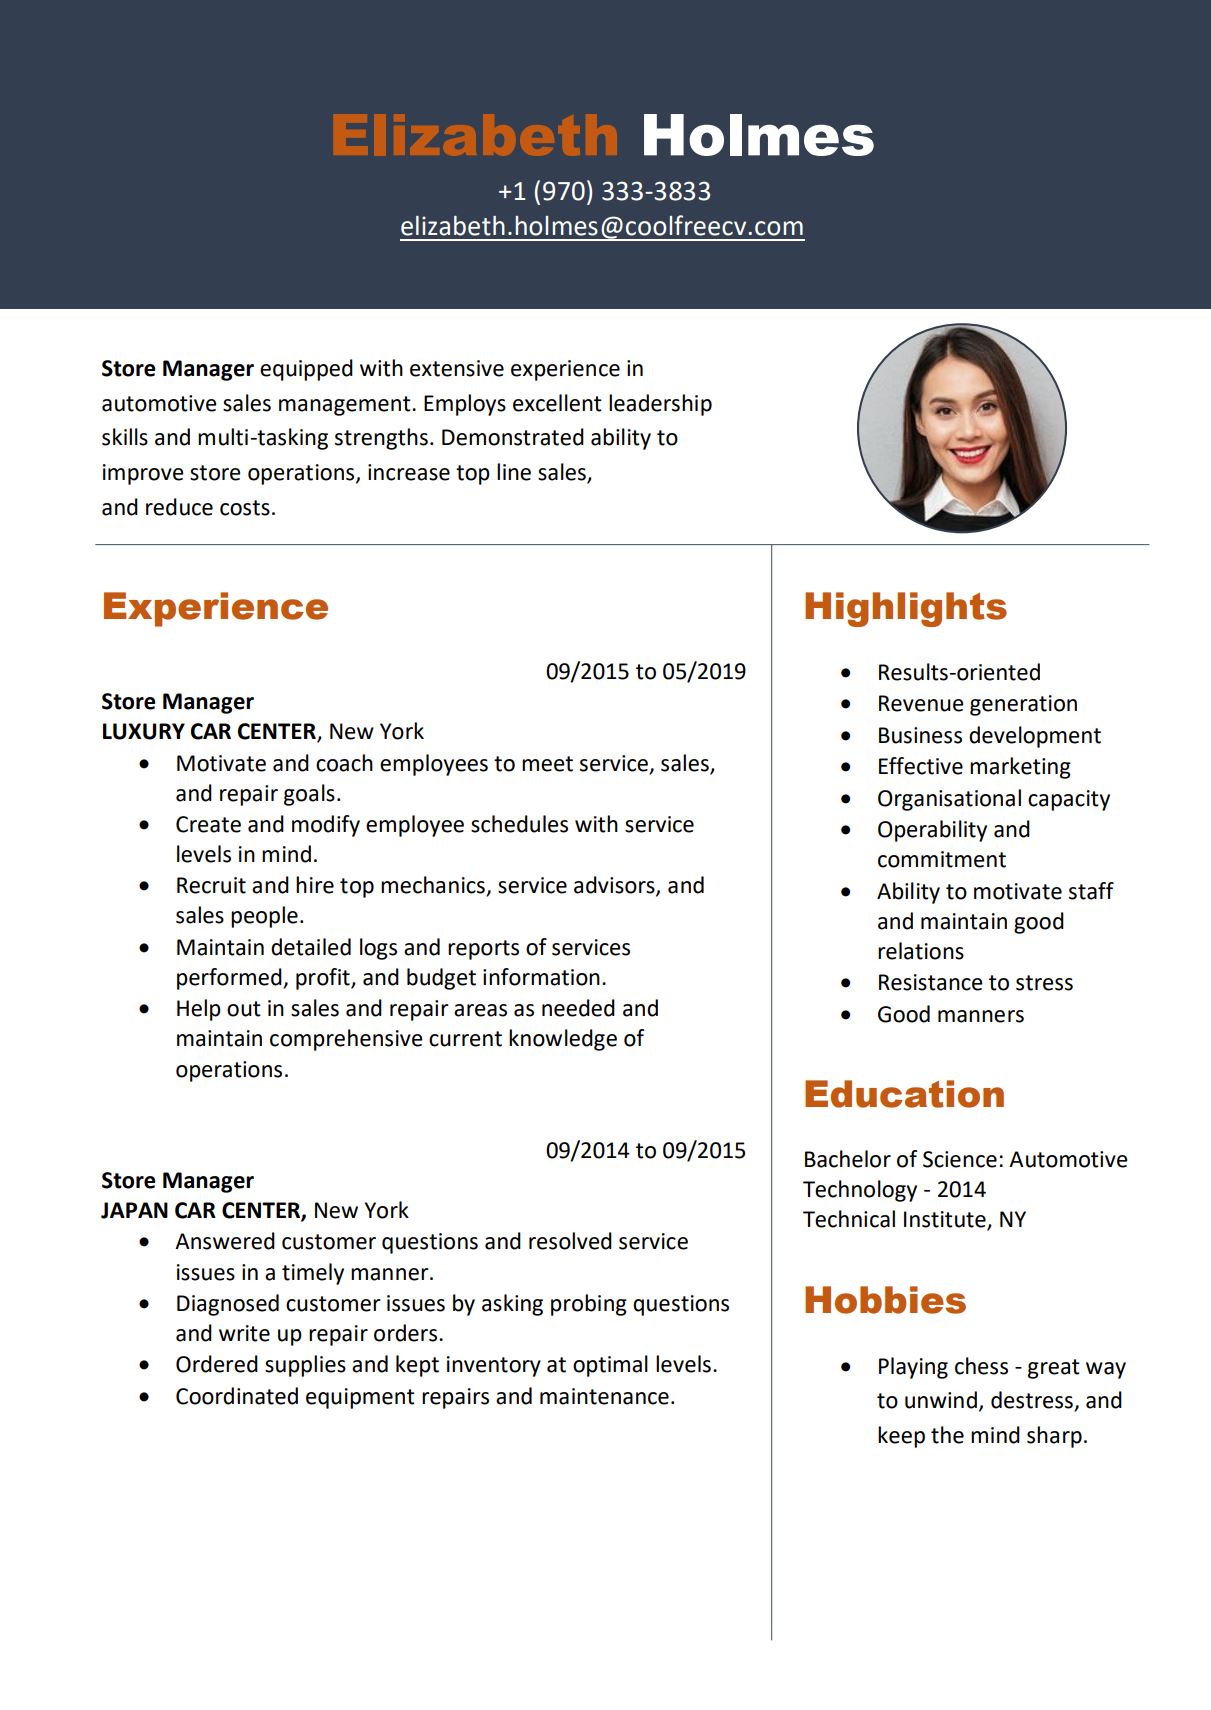 Elizabeth Holmes
+1 (970) 333-3833
elizabeth.holmes@coolfreecv.com
Store Manager equipped with extensive experience in
automotive sales management. Employs excellent leadership
skills and multi-tasking strengths. Demonstrated ability to
improve store operations, increase top line sales,
and reduce costs.
Experience
09/2015 to 05/2019
Store Manager
LUXURY CAR CENTER, New York
• Motivate and coach employees to meet service, sales,
and repair goals.
• Create and modify employee schedules with service
levels in mind.
• Recruit and hire top mechanics, service advisors, and
sales people.
• Maintain detailed logs and reports of services
performed, profit, and budget information.
• Help out in sales and repair areas as needed and
maintain comprehensive current knowledge of
operations.
09/2014 to 09/2015
Store Manager
JAPAN CAR CENTER, New York
• Answered customer questions and resolved service
issues in a timely manner.
• Diagnosed customer issues by asking probing questions
and write up repair orders.
• Ordered supplies and kept inventory at optimal levels.
• Coordinated equipment repairs and maintenance.
Highlights
• Results-oriented
• Revenue generation
• Business development
• Effective marketing
• Organisational capacity
• Operability and
commitment
• Ability to motivate staff
and maintain good
relations
• Resistance to stress
• Good manners
Education
Bachelor of Science: Automotive
Technology - 2014
Technical Institute, NY
Hobbies
• Playing chess - great way
to unwind, destress, and
keep the mind sharp.